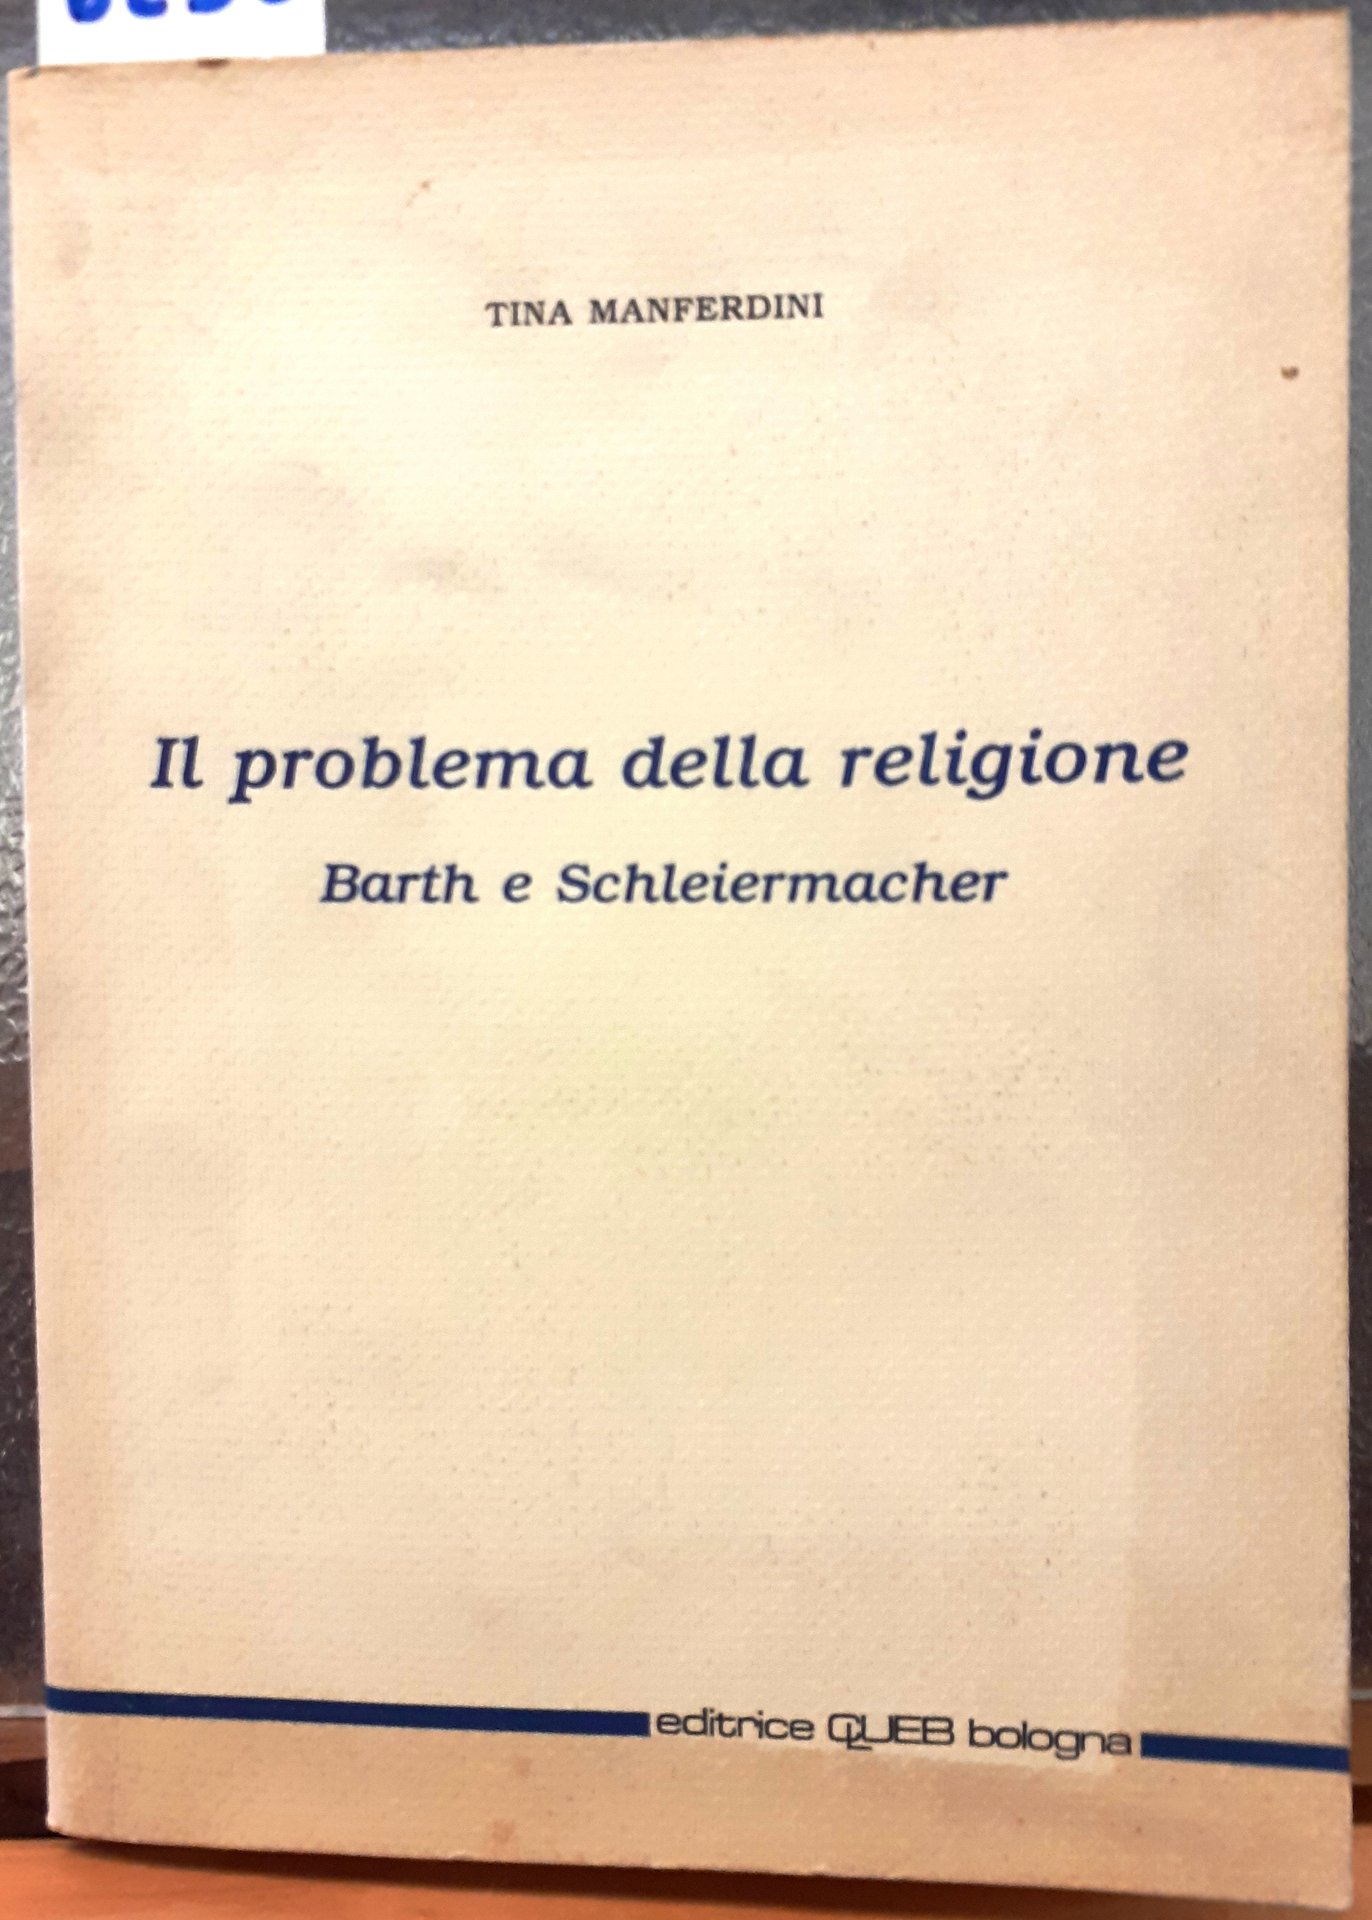 TINA MANFERDINI
Il problema della religione
Barth e Schleiermacher
editrice CLUEB bologna